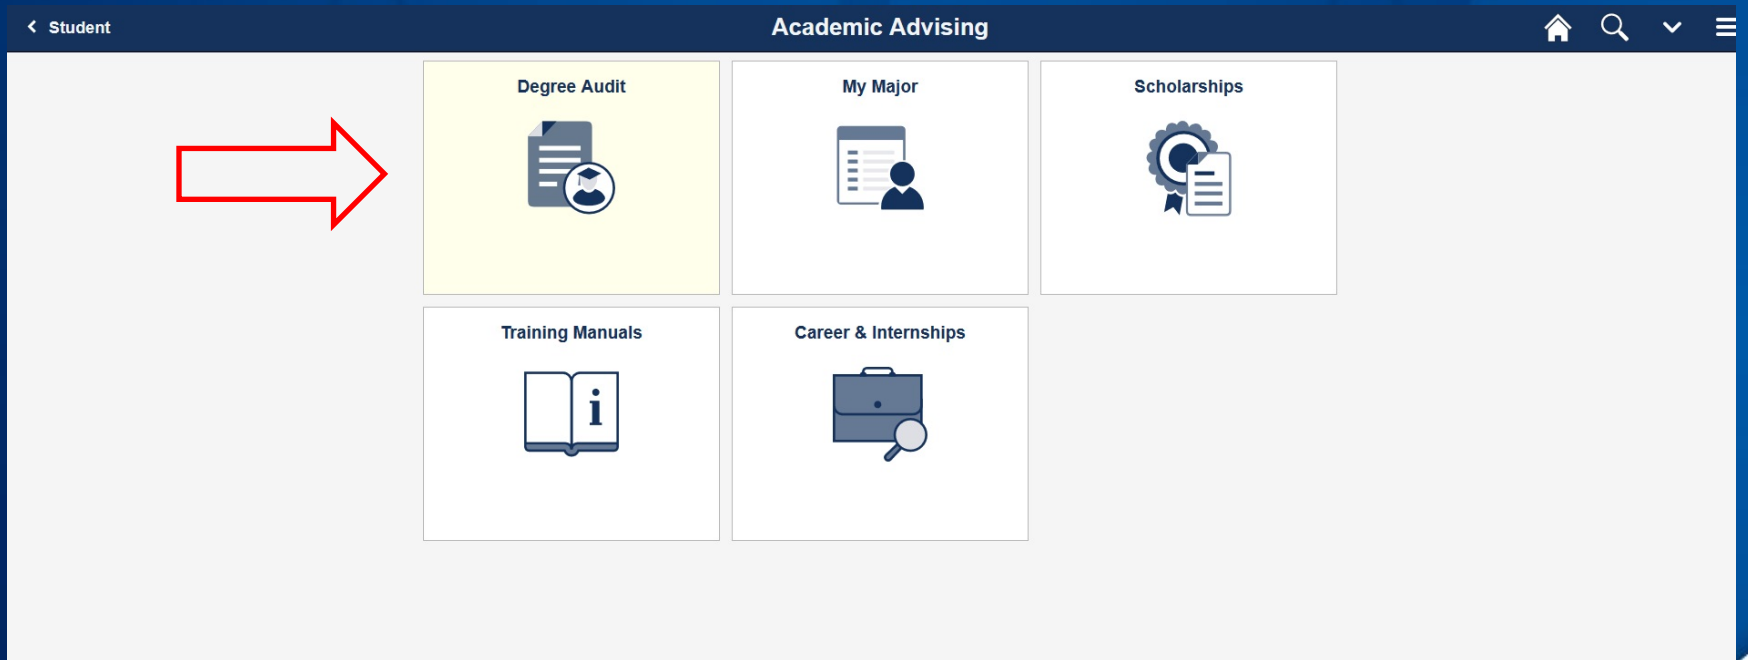 Student
Academic Advising
Degree Audit
My Major
Scholarships
Training Manuals
i
Career & Internships